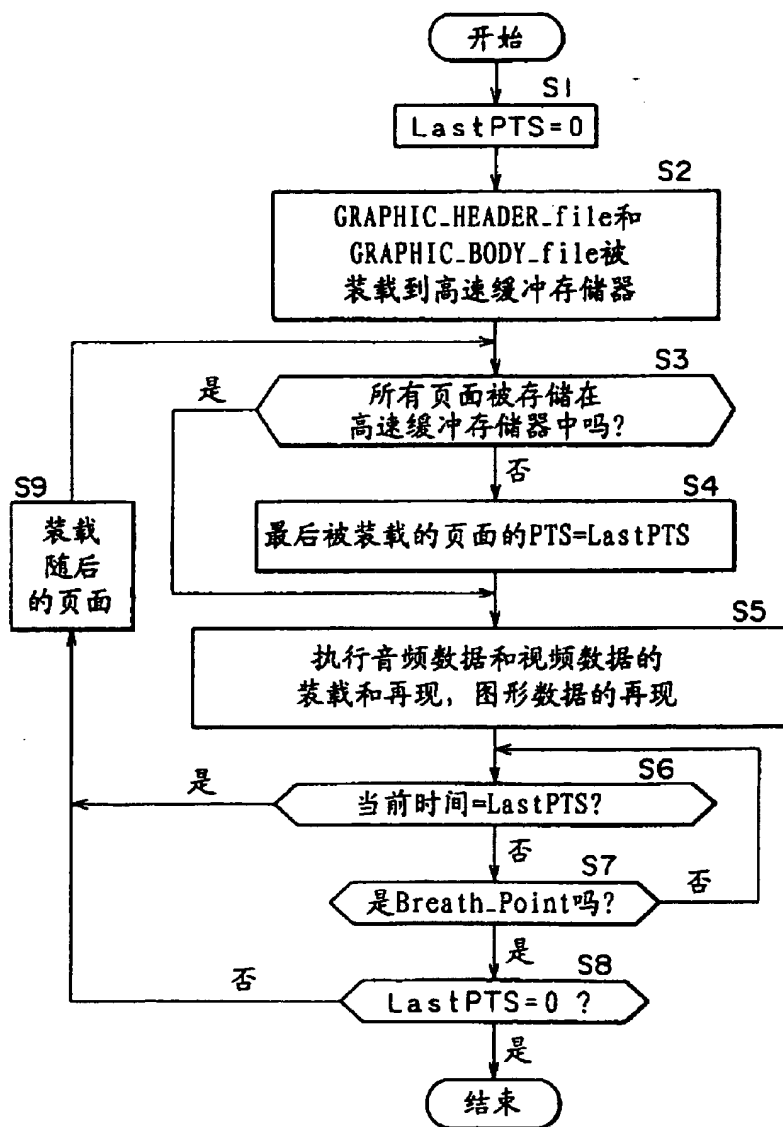 开始
S1
LastPTS=0
S2
GRAPHIC_HEADER_file和
GRAPHIC_BODY_file被
装载到高速缓冲存储器
S3
是
所有页面被存储在
高速缓冲存储器中吗?
否
S9
装载
随后
的页面
S4
最后被装载的页面的PTS=LastPTS
S5
执行音频数据和视频数据的
装载和再现,图形数据的再现
S6
是
当前时间=LastPTS?
否
S7
是Breath_Point吗?
否
是
S8
否
LastPTS=0 ?
是
结束